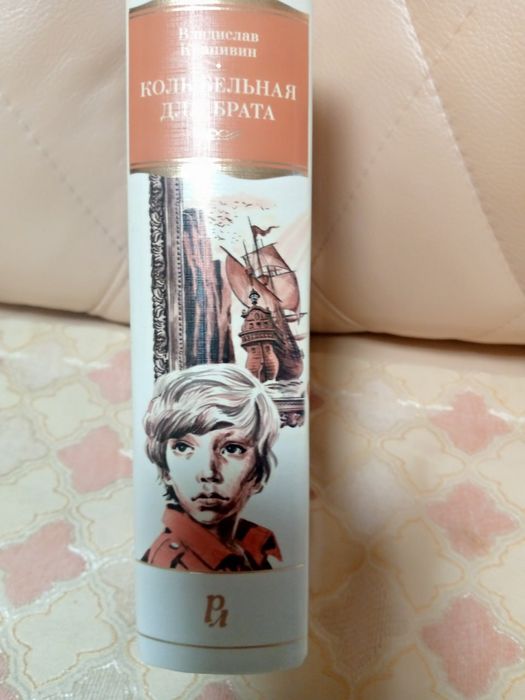 Владислав
Крапивин
КОЛЫБЕЛЬНАЯ
ДЛЯ БРАТА
РЛ